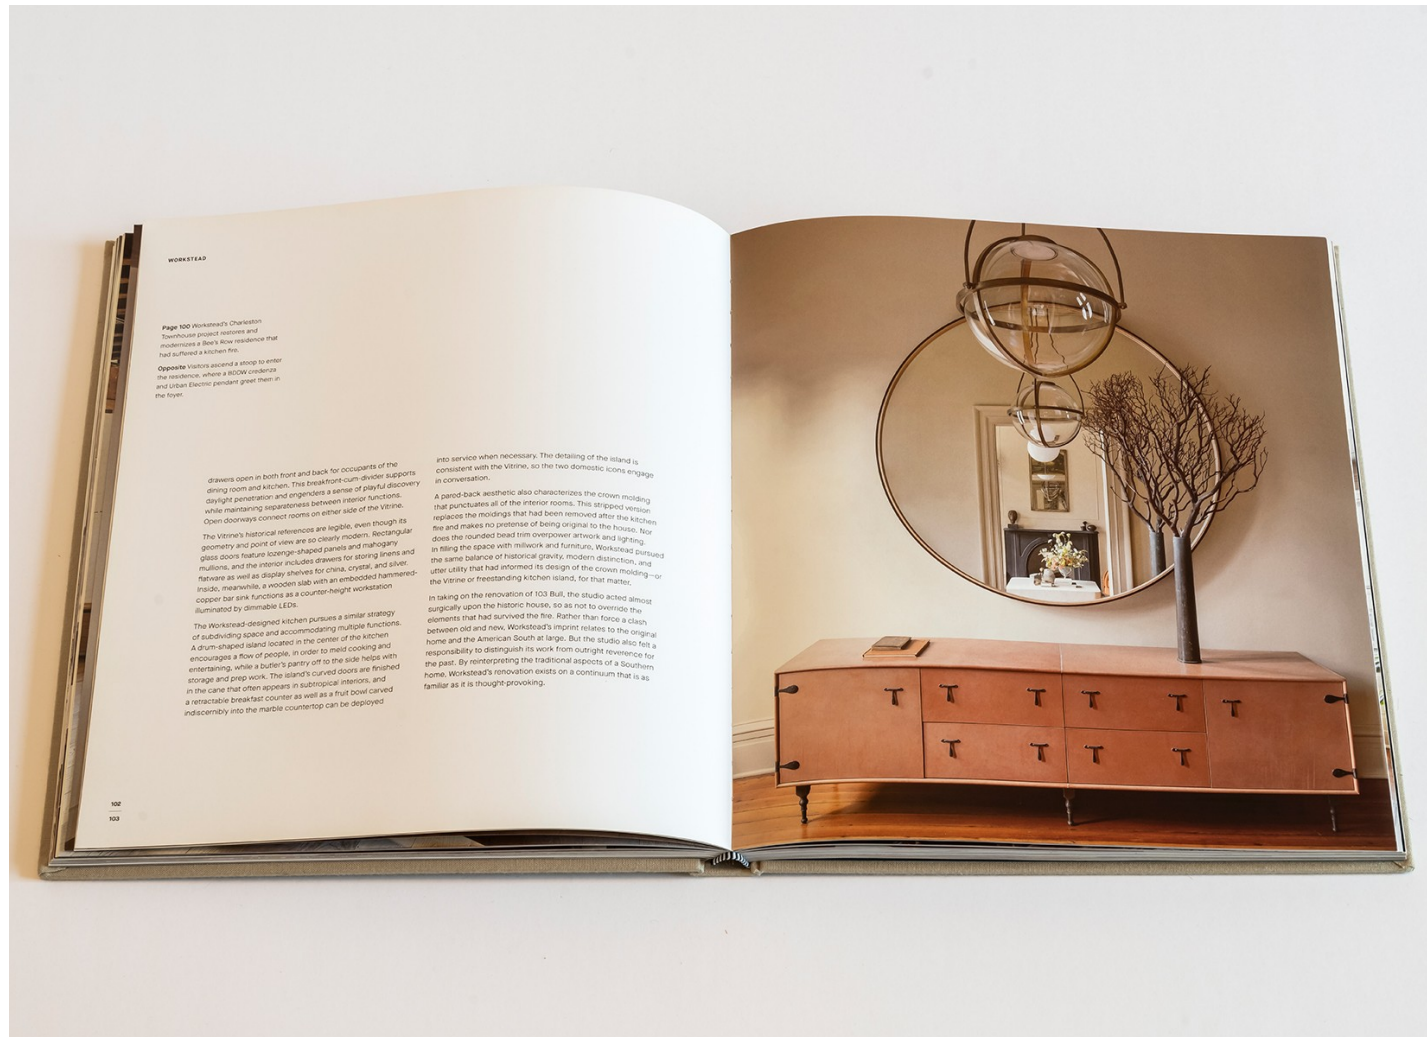 WORKSTEAD
Page 100 Workstead's Charleston
Townhouse project restores and
modernizes a Bee's Row residence that
had suffered a kitchen fire.
Opposite Visitors ascend a stoop to enter
the residence, where a BDDW credenza
and Urban Electric pendant greet them in
the foyer.
drawers open in both front and back for occupants of the
dining room and kitchen. This breakfront-cum-divider supports
daylight penetration and engenders a sense of playful discovery
while maintaining separateness between interior functions.
Open doorways connect rooms on either side of the Vitrine.
The Vitrine's historical references are legible, even though its
geometry and point of view are so clearly modern. Rectangular
glass doors feature lozenge-shaped panels and mahogany
mullions, and the interior includes drawers for storing linens and
flatware as well as display shelves for china, crystal, and silver.
Inside, meanwhile, a wooden slab with an embedded hammered-
copper bar sink functions as a counter-height workstation
illuminated by dimmable LEDs.
The Workstead-designed kitchen pursues a similar strategy
of subdividing space and accommodating multiple functions.
A drum-shaped island located in the center of the kitchen
encourages a flow of people, in order to meld cooking and
entertaining, while a butler's pantry off to the side helps with
storage and prep work. The island's curved doors are finished
in the cane that often appears in subtropical interiors, and
a retractable breakfast counter as well as a fruit bowl carved
indiscernibly into the marble countertop can be deployed
into service when necessary. The detailing of the island is
consistent with the Vitrine, so the two domestic icons engage
in conversation.
A pared-back aesthetic also characterizes the crown molding
that punctuates all of the interior rooms. This stripped version
replaces the moldings that had been removed after the kitchen
fire and makes no pretense of being original to the house. Nor
does the rounded bead trim overpower artwork and lighting.
In filling the space with millwork and furniture, Workstead pursued
the same balance of historical gravity, modern distinction, and
utter utility that had informed its design of the crown molding—or
the Vitrine or freestanding kitchen island, for that matter.
In taking on the renovation of 103 Bull, the studio acted almost
surgically upon the historic house, so as not to override the
elements that had survived the fire. Rather than force a clash
between old and new, Workstead's imprint relates to the original
home and the American South at large. But the studio also felt a
responsibility to distinguish its work from outright reverence for
the past. By reinterpreting the traditional aspects of a Southern
home, Workstead's renovation exists on a continuum that is as
familiar as it is thought-provoking.
102
103